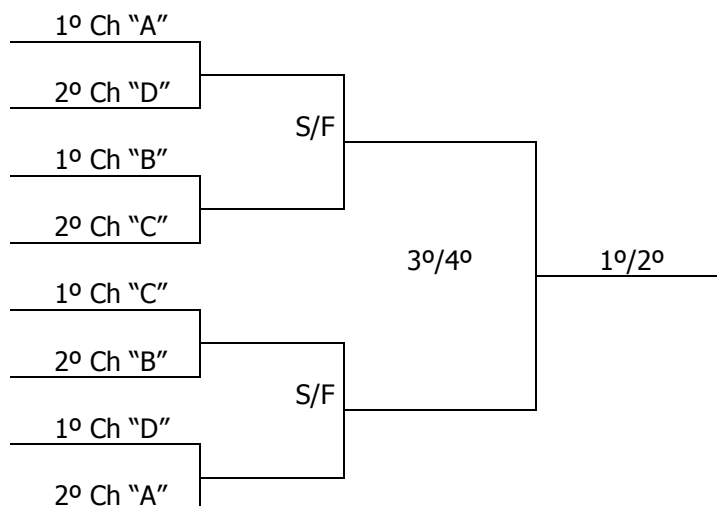 1º Ch “A”
2º Ch “D”
S/F
1º Ch “B”
2º Ch “C”
3º/4º
1º/2º
1º Ch “C”
2º Ch “B”
S/F
1º Ch “D”
2º Ch “A”